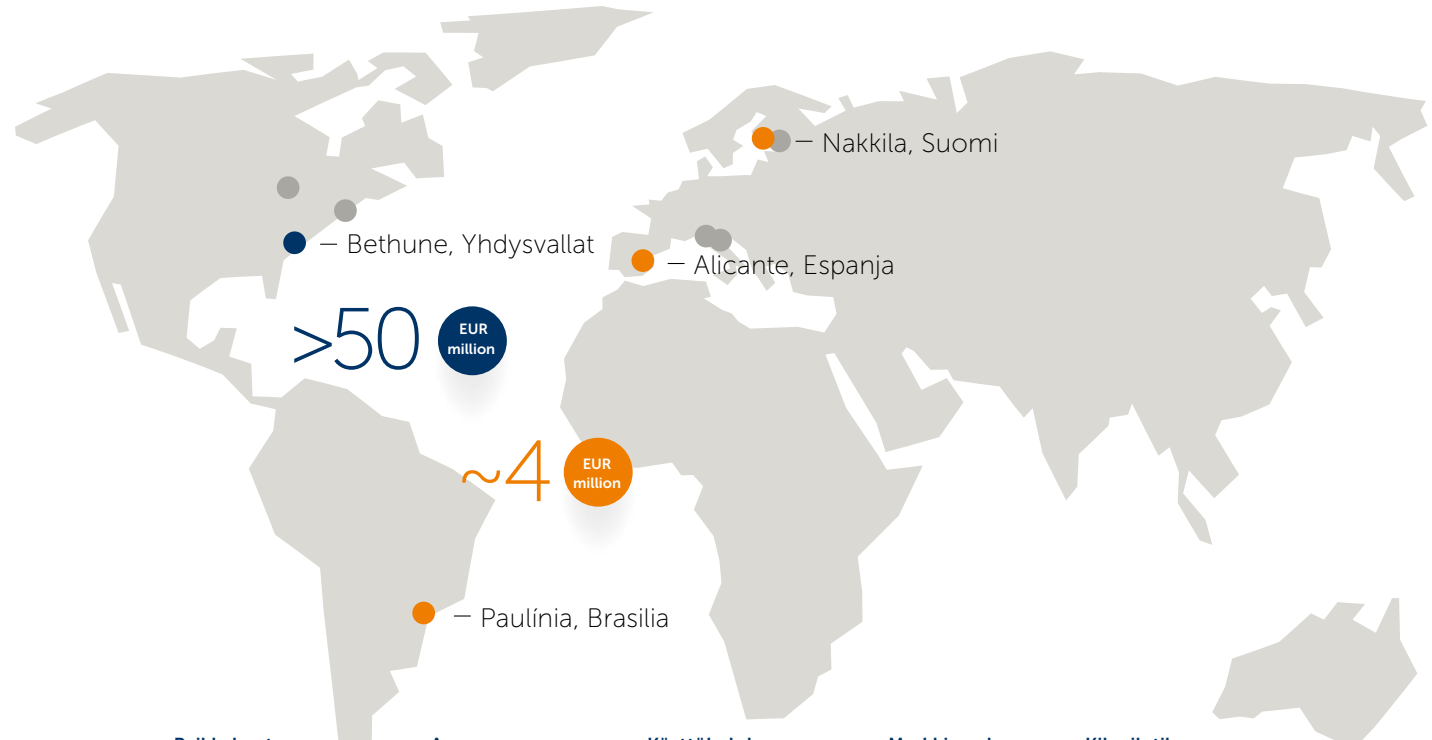 — Nakkila, Suomi
— Bethune, Yhdysvallat
— Alicante, Espanja
>50
EUR
million
~4
EUR
million
— Paulínia, Brasilia